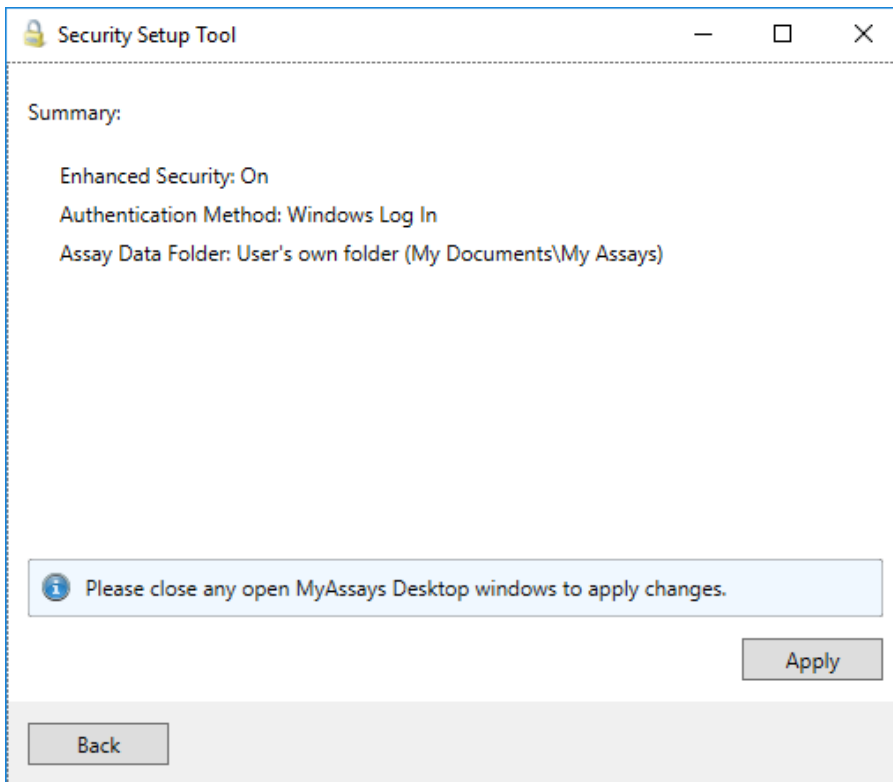 Security Setup Tool
Summary:
Enhanced Security: On
Authentication Method: Windows Log In
Assay Data Folder: User's own folder (My Documents\My Assays)
Please close any open MyAssays Desktop windows to apply changes.
Apply
Back